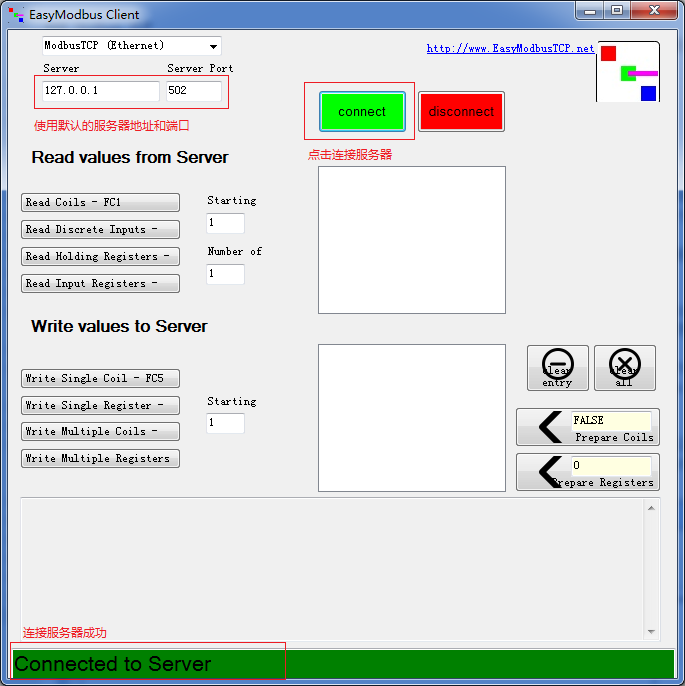 EasyModbus Client
ModbusTCP (Ethernet)
http://www.EasyModbusTCP.net
Server
Server Port
127.0.0.1
502
connect
disconnect
使用默认的服务器地址和端口
点击连接服务器
Read values from Server
Read Coils - FC1
Read Discrete Inputs -
Read Holding Registers -
Read Input Registers -
Starting
1
Number of
1
Write values to Server
Write Single Coil - FC5
Write Single Register -
Write Multiple Coils -
Write Multiple Registers
Starting
1
clear
entry
clear
all
FALSE
Prepare Coils
0
Prepare Registers
连接服务器成功
Connected to Server